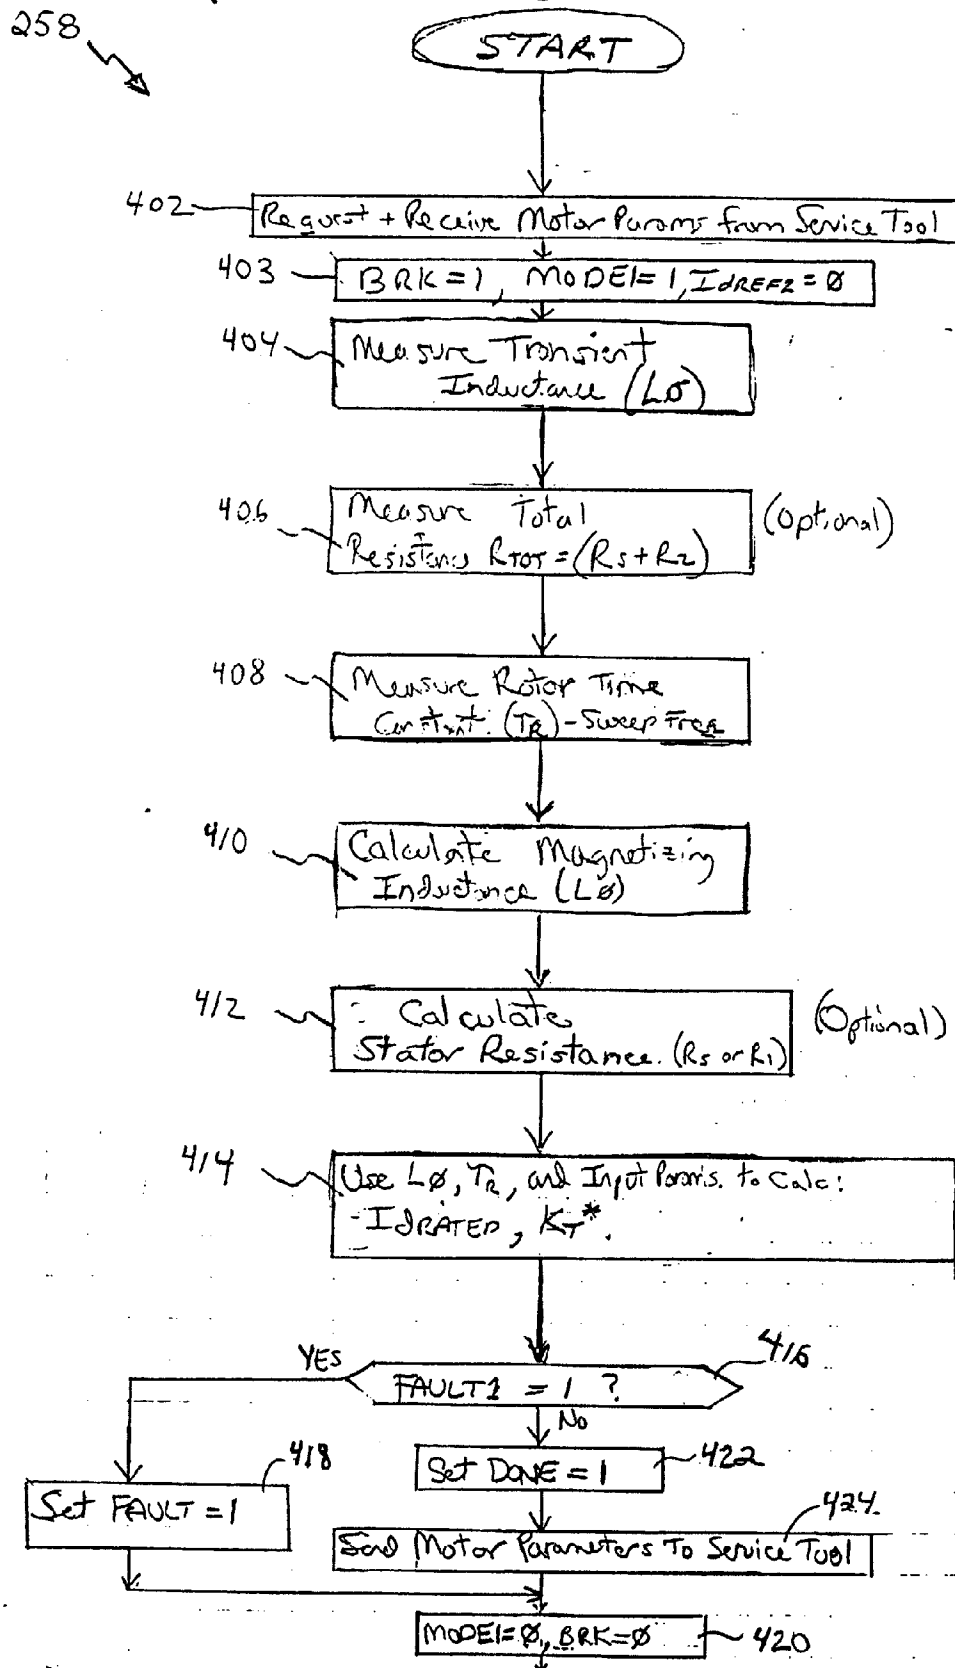 258
START
402
Request + Receive Motor Params from Service Tool
403
BRK = 1, MODE1 = 1, IdREF2 = Ø
404
Measure Transient
Inductance (Lσ)
406
Measure Total
Resistance RTOT = (Rs + R2)
(Optional)
408
Measure Rotor Time
Constant (TR) - Sweep Freq
410
Calculate Magnetizing
Inductance (LØ)
412
Calculate
Stator Resistance. (Rs or R1)
(Optional)
414
Use LØ, TR, and Input Params. to Calc:
- IdRATED, KT*.
416
YES
FAULT1 = 1 ?
No
422
Set DONE = 1
418
Set FAULT = 1
424
Send Motor Parameters To Service Tool
MODE1=Ø, BRK=Ø
420